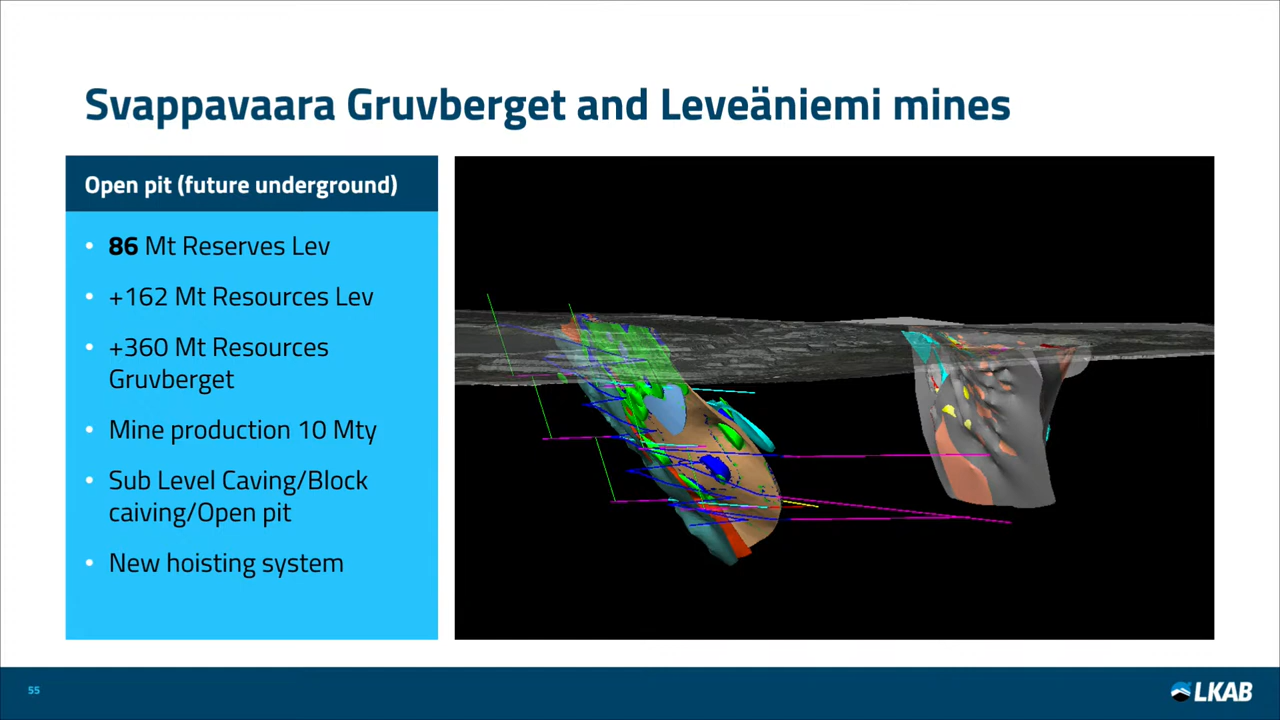 Svappavaara Gruvberget and Leveäniemi mines
Open pit (future underground)
• 86 Mt Reserves Lev
• +162 Mt Resources Lev
• +360 Mt Resources
Gruvberget
• Mine production 10 Mty
• Sub Level Caving/Block
caiving/Open pit
• New hoisting system
55
LKAB